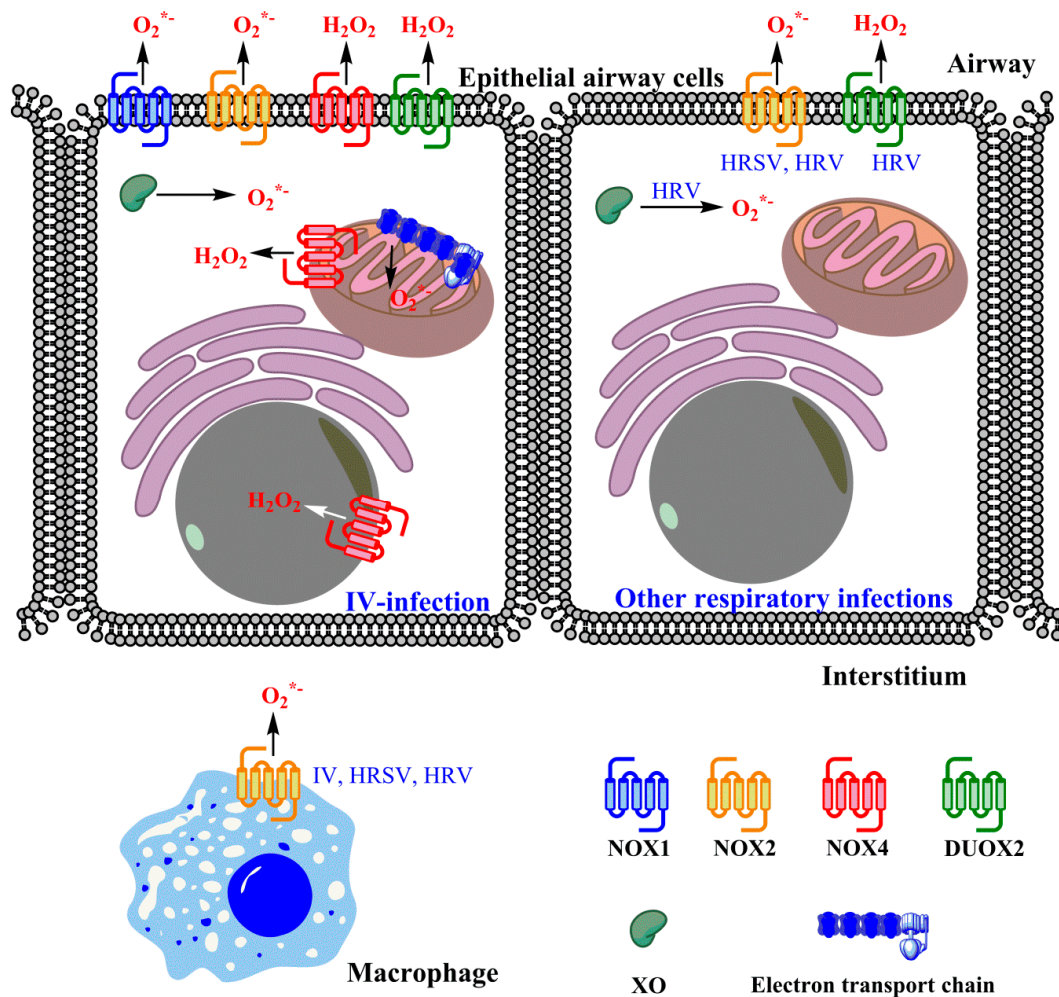 O₂*- O₂*- H₂O₂ H₂O₂ O₂*- H₂O₂
Epithelial airway cells
Airway
HRSV, HRV HRV
O₂*-
HRV
O₂*-
H₂O₂
O₂*-
H₂O₂
IV-infection
Other respiratory infections
Interstitium
O₂*-
IV, HRSV, HRV
Macrophage
NOX1 NOX2 NOX4 DUOX2
XO Electron transport chain